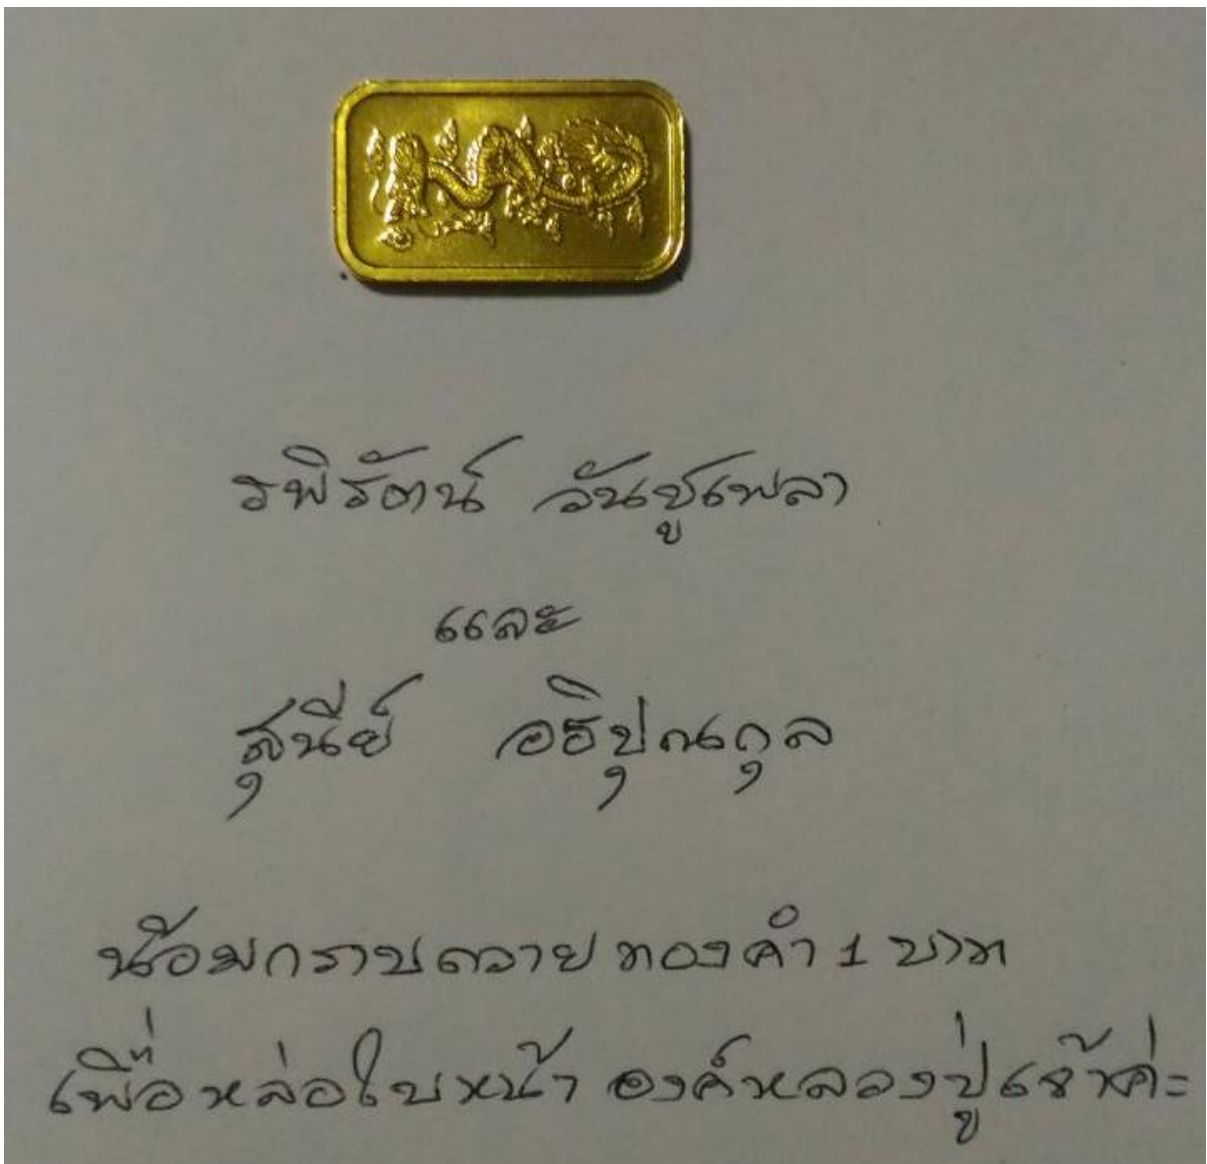 รพิรัตน์ วันชูเพลา
และ
สุนีย์ อธิปุณกุล
น้อมกราบถวายทองคำ 1 บาท
เพื่อหล่อใบหน้า องค์หลวงปู่เจ้าค่ะ